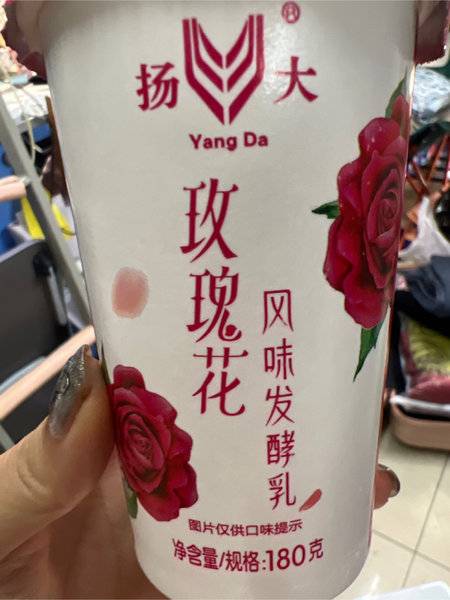 扬大®
Yang Da
玫瑰花
风味发酵乳
图片仅供口味提示
净含量/规格:180克